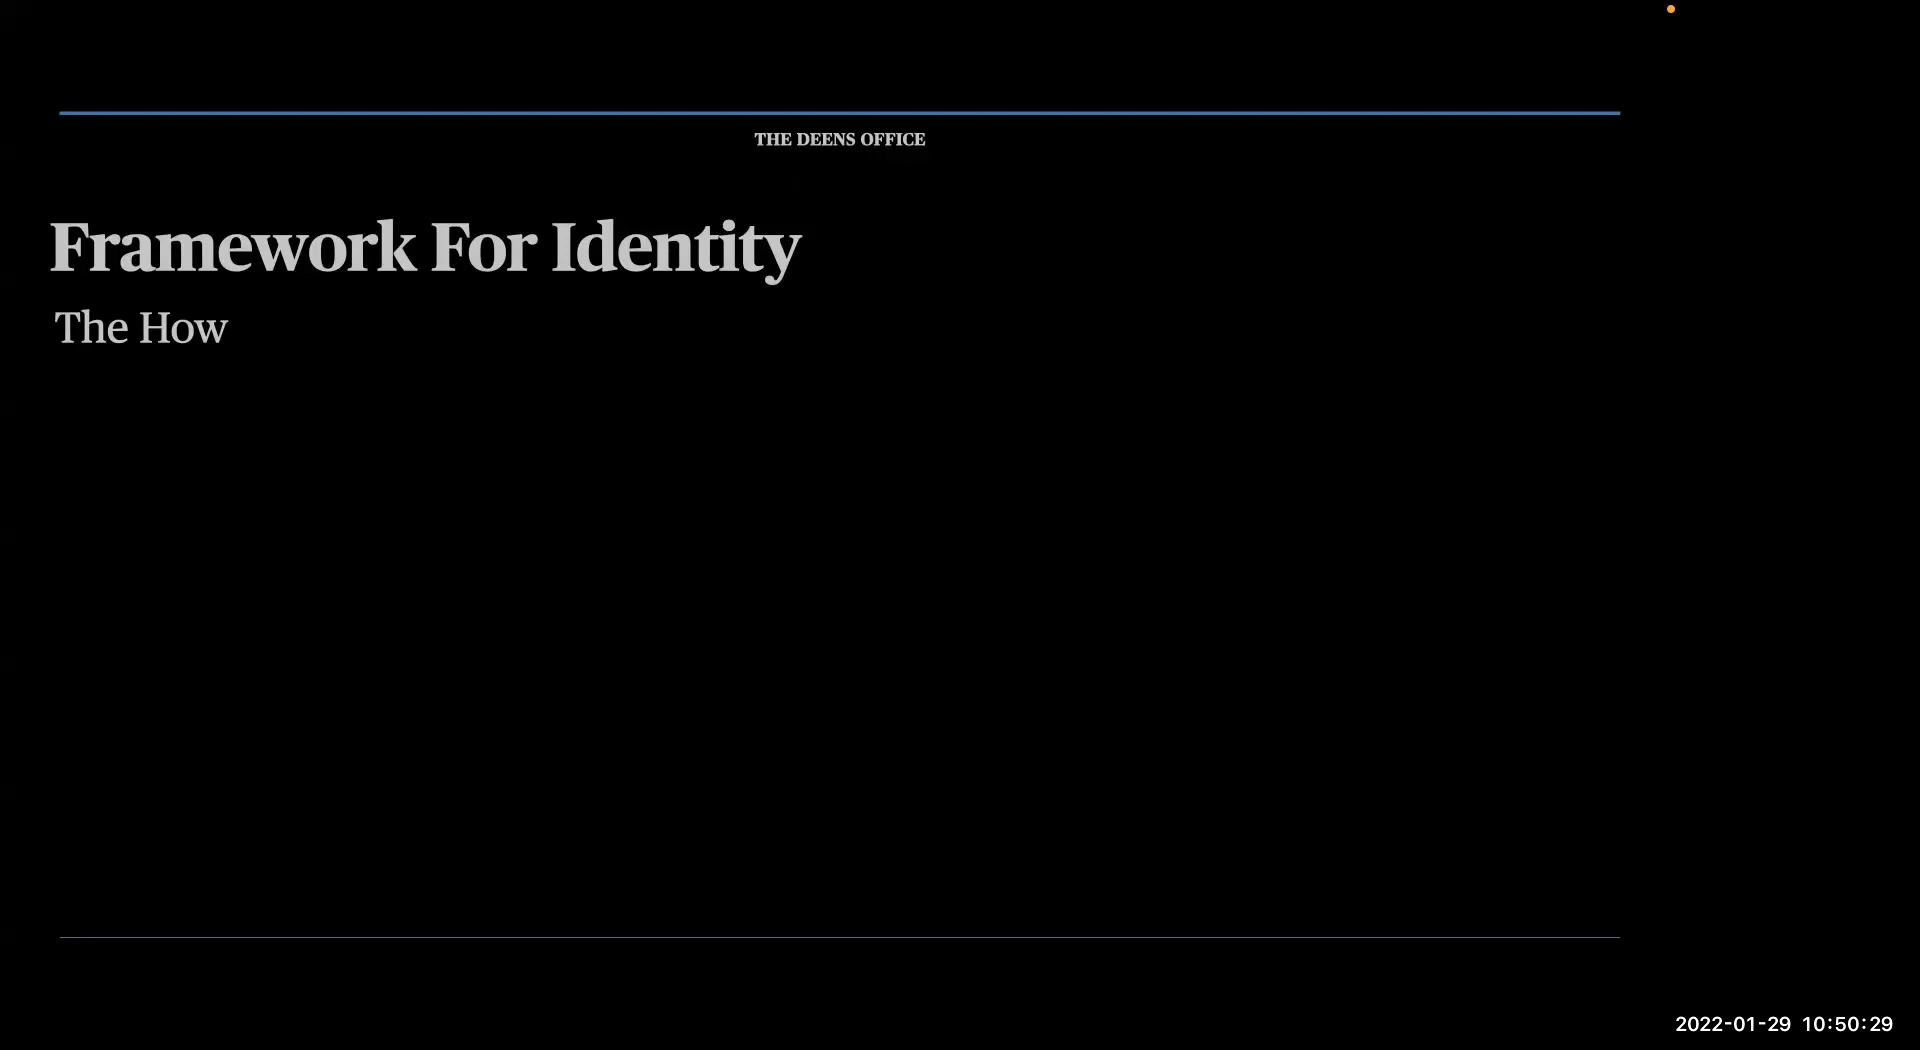 THE DEENS OFFICE
Framework For Identity
The How
2022-01-29 10:50:29